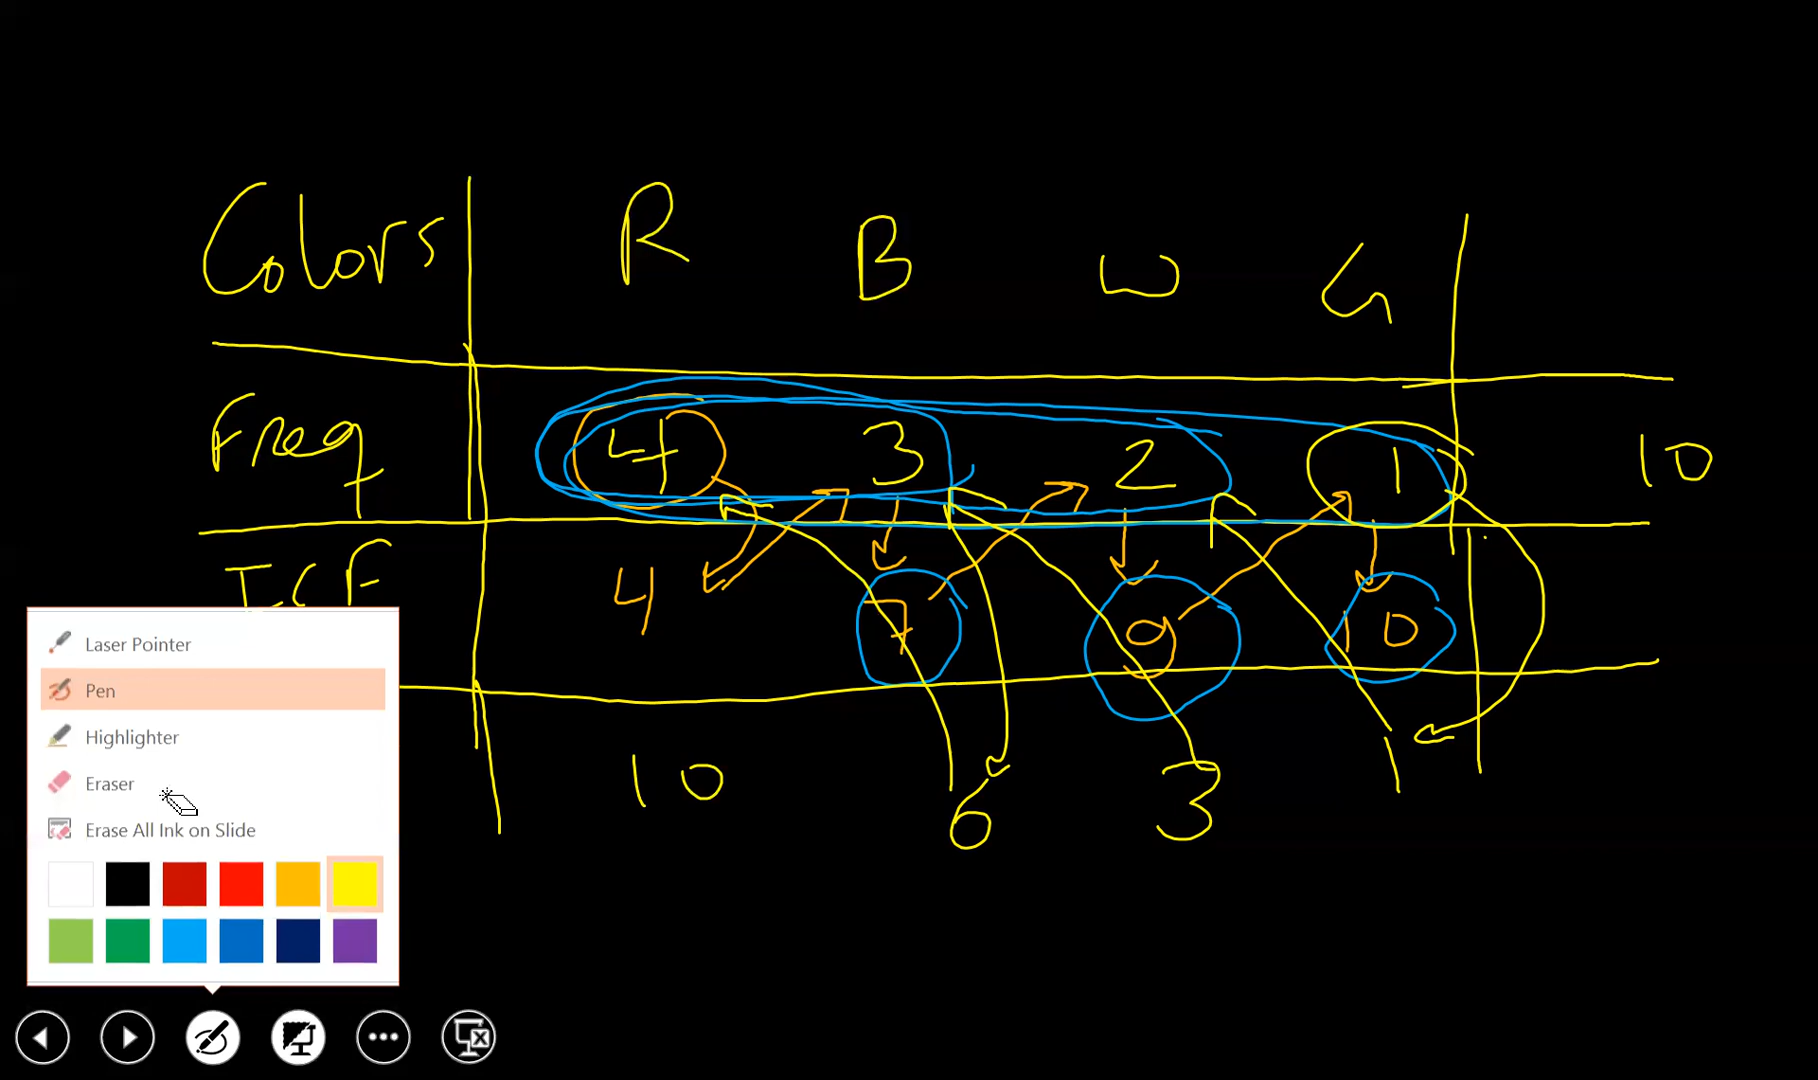 Colors R B W G
Freq 4 3 2 1 10
ICF 4 7 9 10
10 6 3 1
Laser Pointer
Pen
Highlighter
Eraser
Erase All Ink on Slide